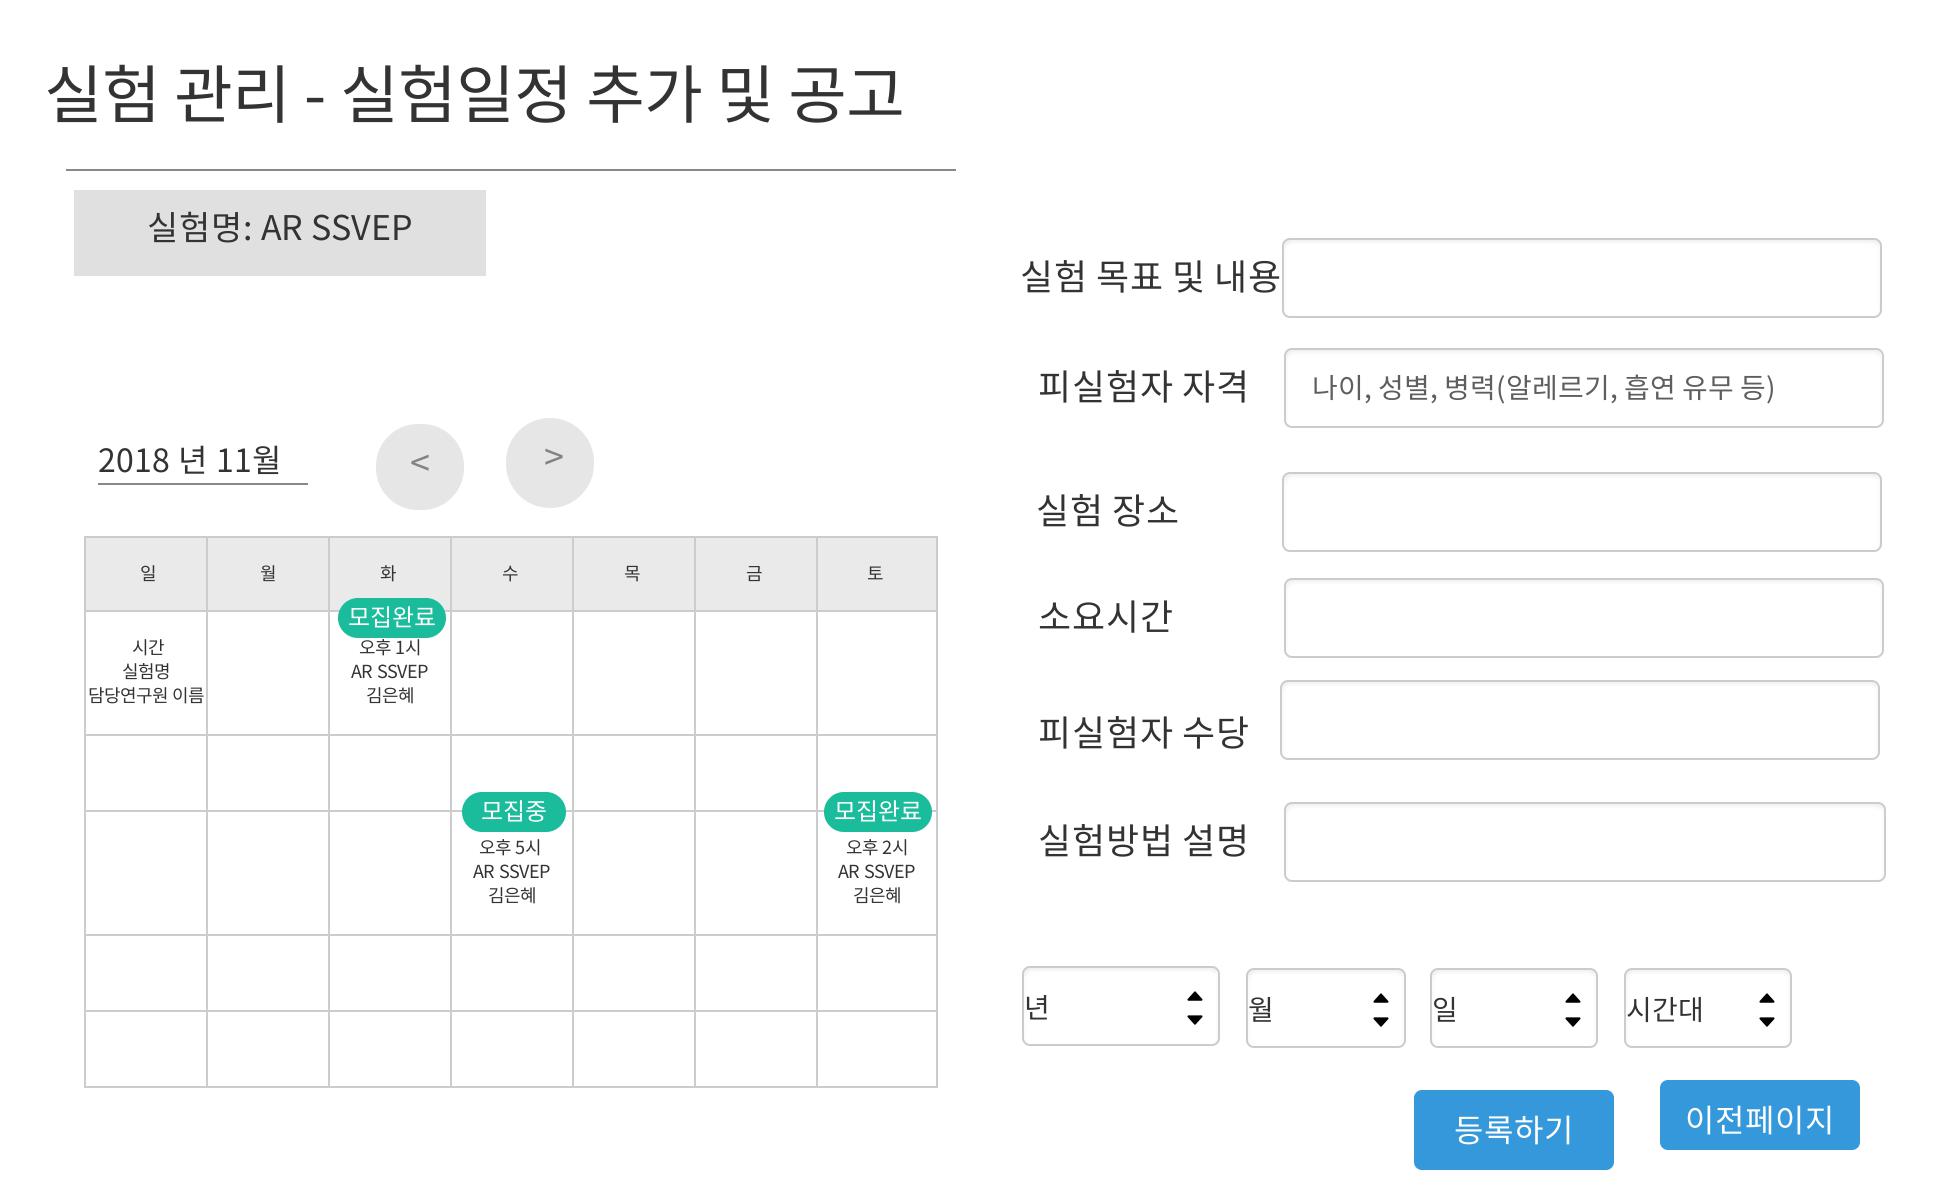 실험 관리 - 실험일정 추가 및 공고
실험명: AR SSVEP
2018 년 11월
<
>
일 월 화 수 목 금 토
시간
실험명
담당연구원 이름
모집완료
오후 1시
AR SSVEP
김은혜
모집중
오후 5시
AR SSVEP
김은혜
모집완료
오후 2시
AR SSVEP
김은혜
실험 목표 및 내용
피실험자 자격
나이, 성별, 병력(알레르기, 흡연 유무 등)
실험 장소
소요시간
피실험자 수당
실험방법 설명
년 월 일 시간대
등록하기
이전페이지